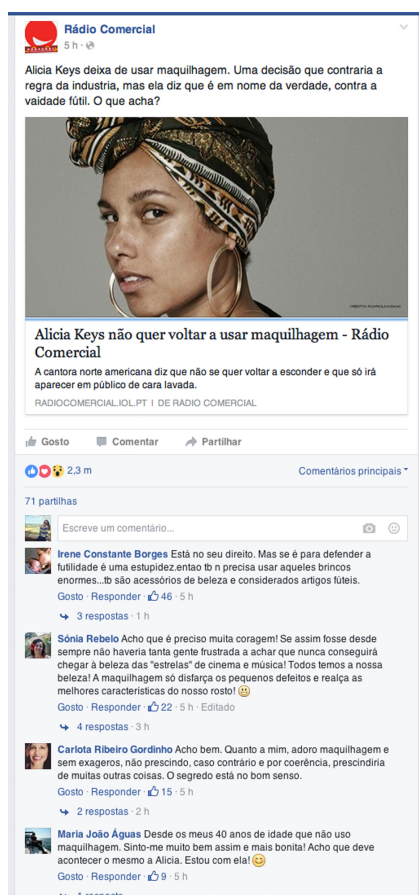 Rádio Comercial
5 h ·
Alicia Keys deixa de usar maquilhagem. Uma decisão que contraria a
regra da industria, mas ela diz que é em nome da verdade, contra a
vaidade fútil. O que acha?
Alicia Keys não quer voltar a usar maquilhagem - Rádio
Comercial
A cantora norte americana diz que não se quer voltar a esconder e que só irá
aparecer em público de cara lavada.
RADIOCOMERCIAL.IOL.PT | DE RÁDIO COMERCIAL
Gosto Comentar Partilhar
2,3 m Comentários principais
71 partilhas
Escreve um comentário...
Irene Constante Borges Está no seu direito. Mas se é para defender a
futilidade é uma estupidez.entao tb n precisa usar aqueles brincos
enormes...tb são acessórios de beleza e considerados artigos fúteis.
Gosto · Responder · 46 · 5 h
3 respostas · 1 h
Sónia Rebelo Acho que é preciso muita coragem! Se assim fosse desde
sempre não haveria tanta gente frustrada a achar que nunca conseguirá
chegar à beleza das "estrelas" de cinema e música! Todos temos a nossa
beleza! A maquilhagem só disfarça os pequenos defeitos e realça as
melhores características do nosso rosto!
Gosto · Responder · 22 · 5 h · Editado
4 respostas · 3 h
Carlota Ribeiro Gordinho Acho bem. Quanto a mim, adoro maquilhagem e
sem exageros, não prescindo, caso contrário e por coerência, prescindiria
de muitas outras coisas. O segredo está no bom senso.
Gosto · Responder · 15 · 5 h
2 respostas · 2 h
Maria João Águas Desde os meus 40 anos de idade que não uso
maquilhagem. Sinto-me muito bem assim e mais bonita! Acho que deve
acontecer o mesmo a Alicia. Estou com ela!
Gosto · Responder · 9 · 5 h